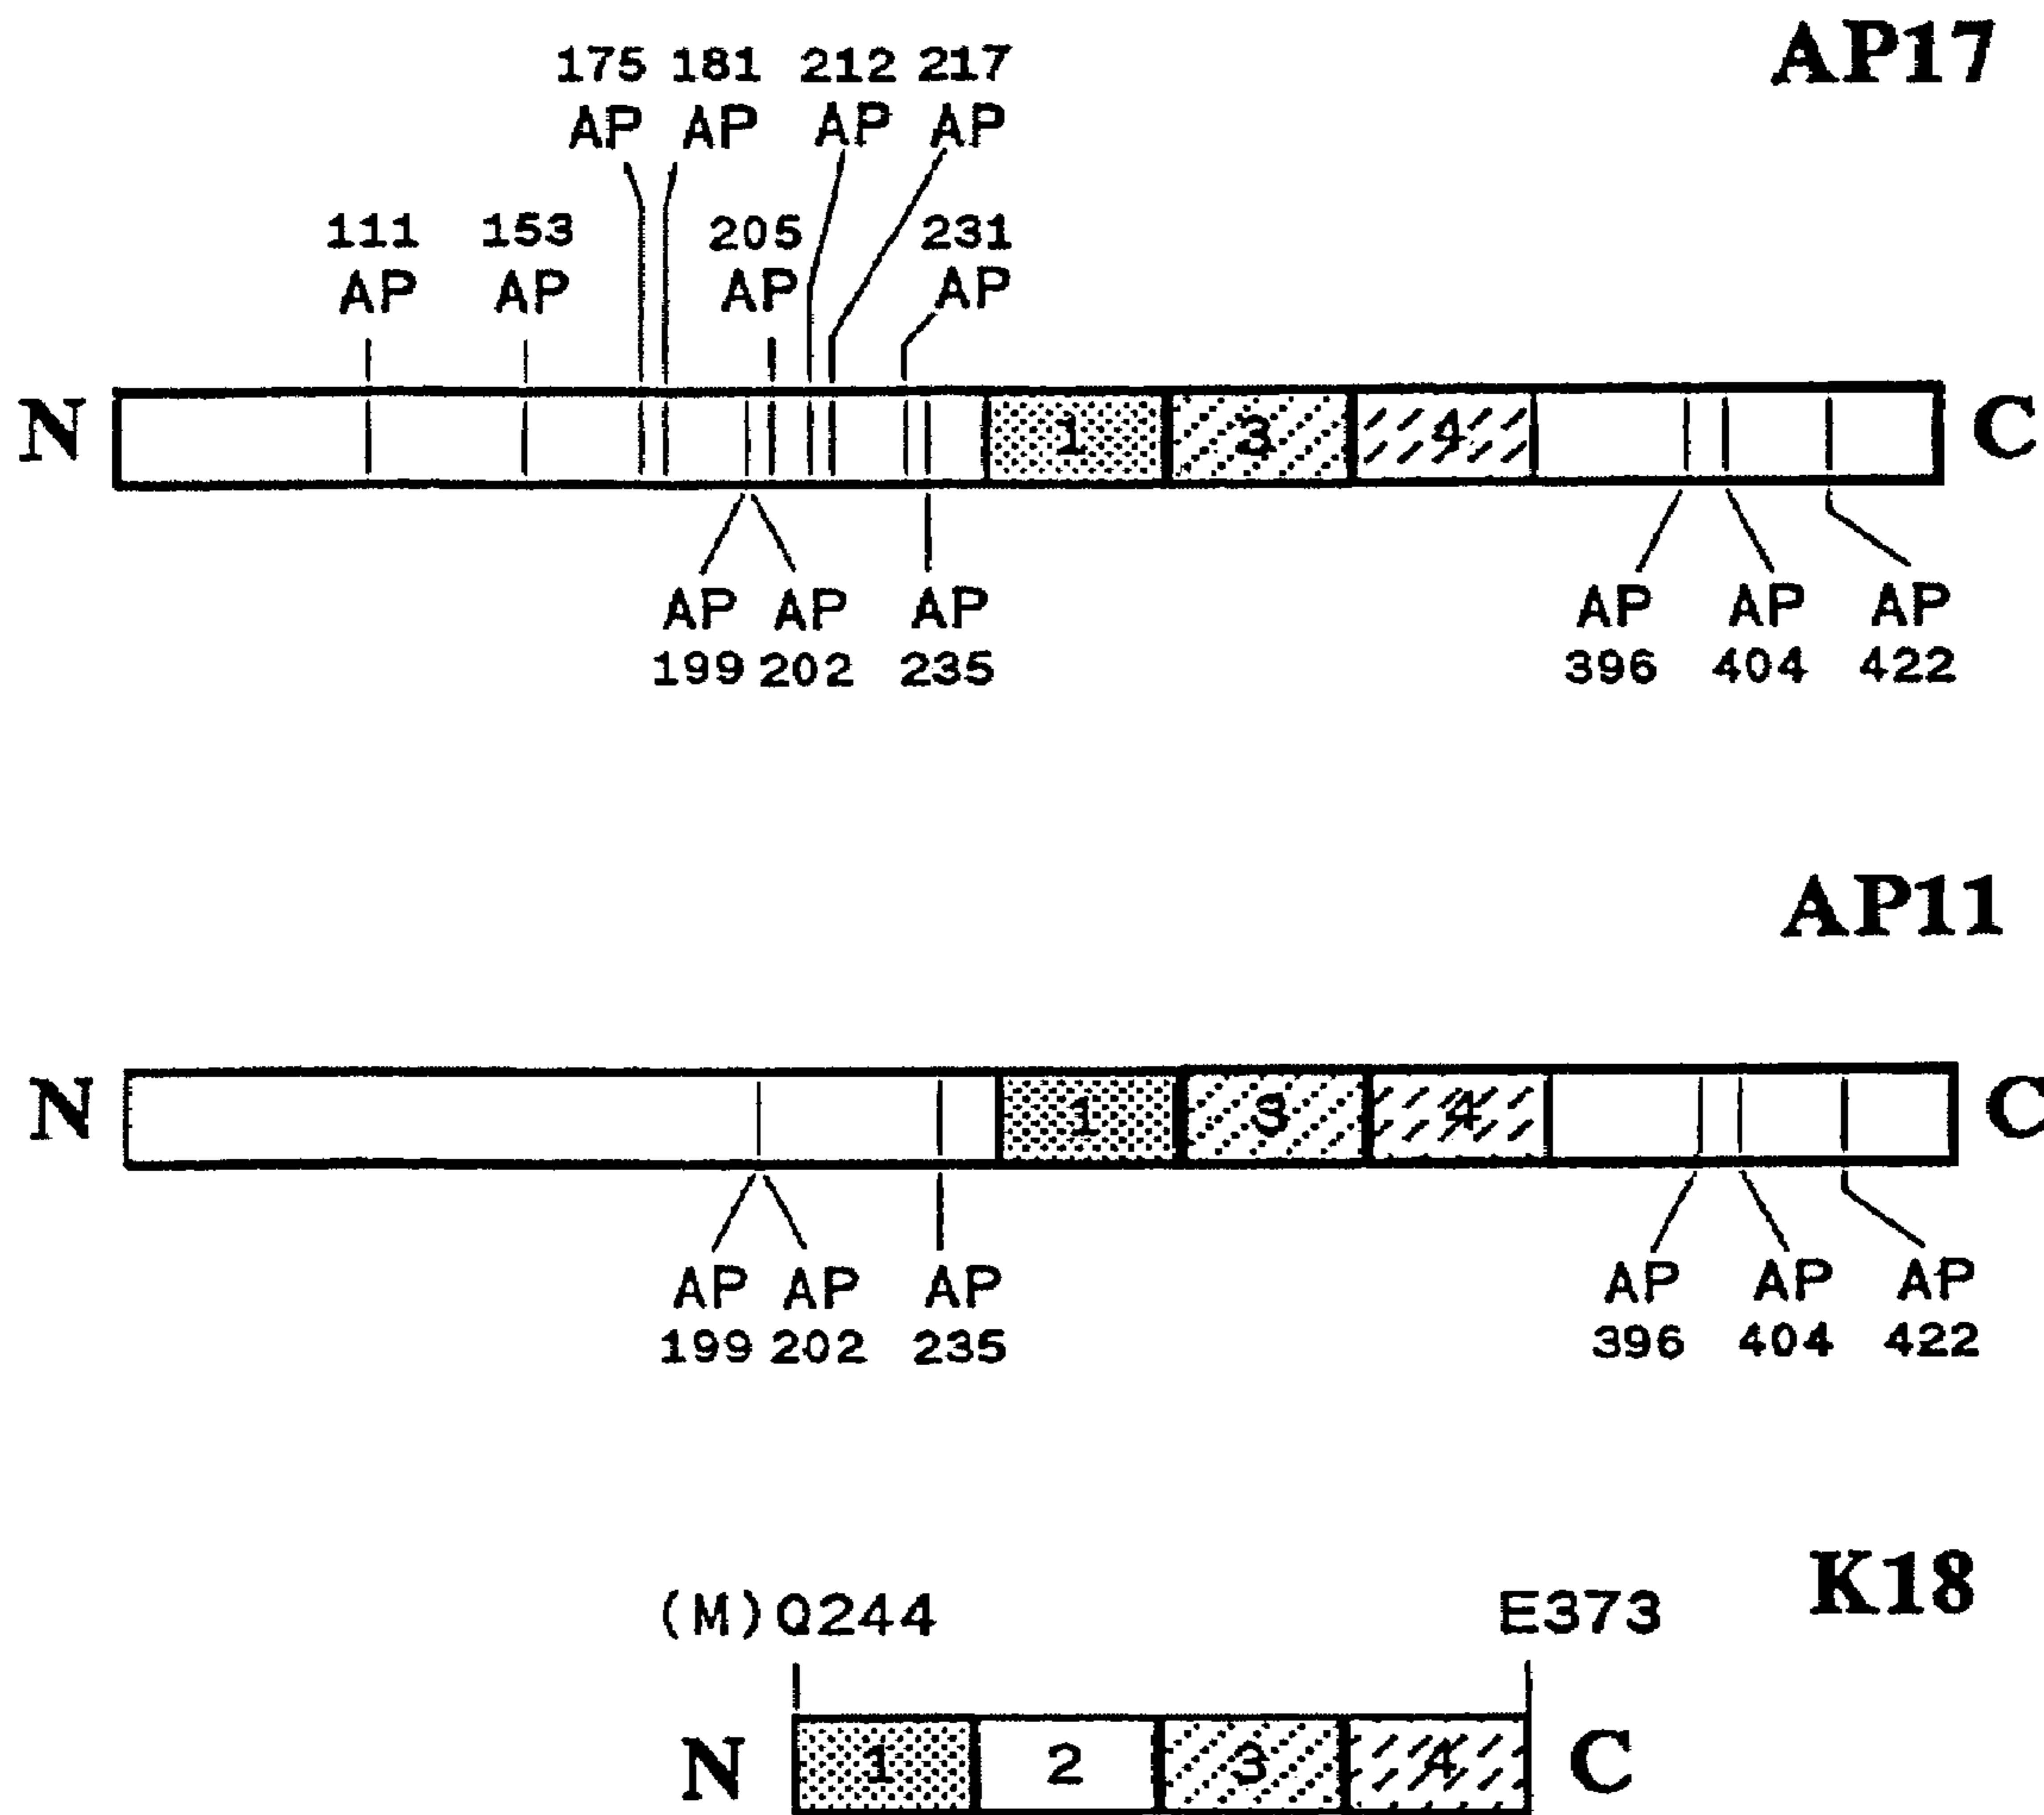 AP17
175 181 212 217
AP AP AP AP
111 153 205 231
AP AP AP AP
N 1 3 4 C
AP AP AP AP AP AP
199 202 235 396 404 422
AP11
N 1 3 4 C
AP AP AP AP AP AP
199 202 235 396 404 422
K18
(M)Q244 E373
N 1 2 3 4 C